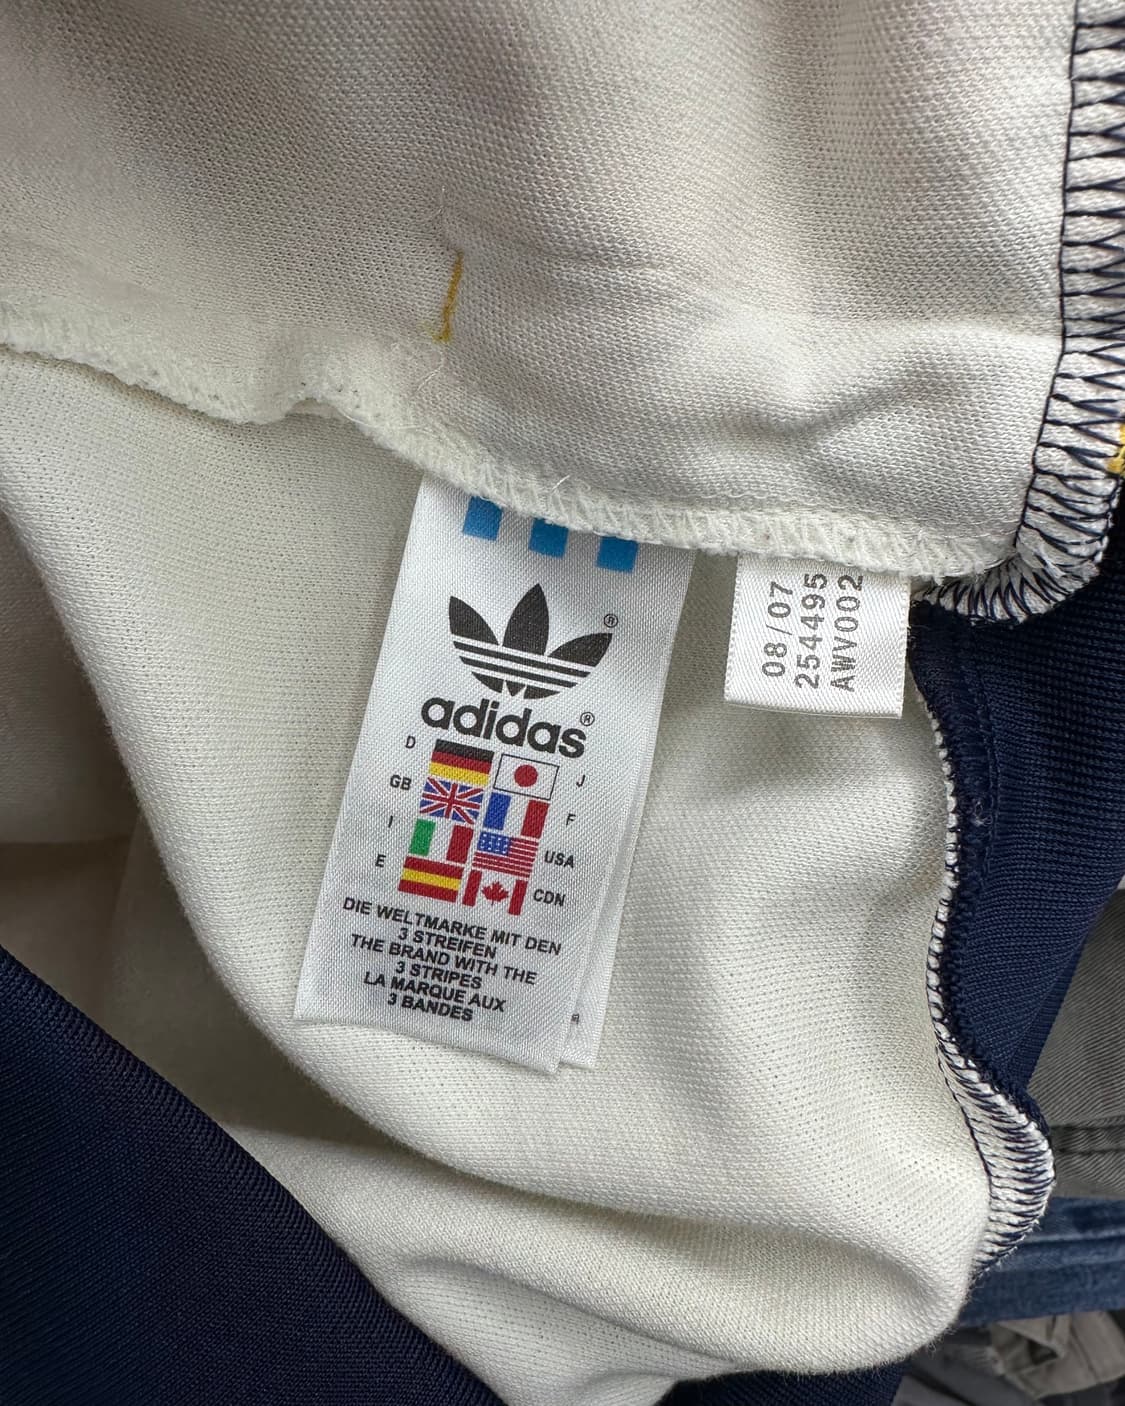 ®
adidas®
D J
GB F
I USA
E CDN
DIE WELTMARKE MIT DEN
3 STREIFEN
THE BRAND WITH THE
3 STRIPES
LA MARQUE AUX
3 BANDES
08/07
254495
AWV002